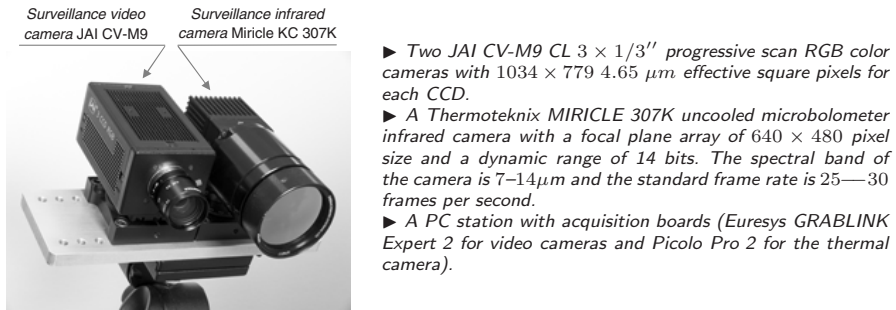 Surveillance video
camera JAI CV-M9
Surveillance infrared
camera Miricle KC 307K
► Two JAI CV-M9 CL 3 × 1/3″ progressive scan RGB color
cameras with 1034 × 779 4.65 μm effective square pixels for
each CCD.
► A Thermoteknix MIRICLE 307K uncooled microbolometer
infrared camera with a focal plane array of 640 × 480 pixel
size and a dynamic range of 14 bits. The spectral band of
the camera is 7–14μm and the standard frame rate is 25—–30
frames per second.
► A PC station with acquisition boards (Euresys GRABLINK
Expert 2 for video cameras and Picolo Pro 2 for the thermal
camera).